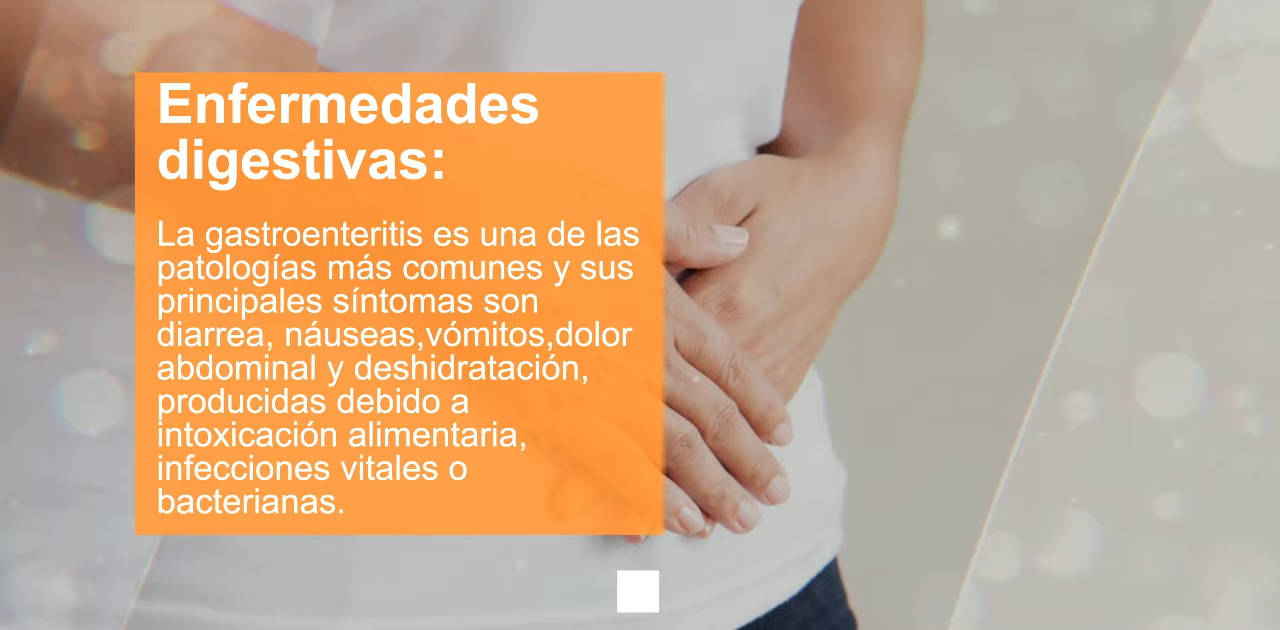 Enfermedades
digestivas:
La gastroenteritis es una de las
patologías más comunes y sus
principales síntomas son
diarrea, náuseas,vómitos,dolor
abdominal y deshidratación,
producidas debido a
intoxicación alimentaria,
infecciones vitales o
bacterianas.